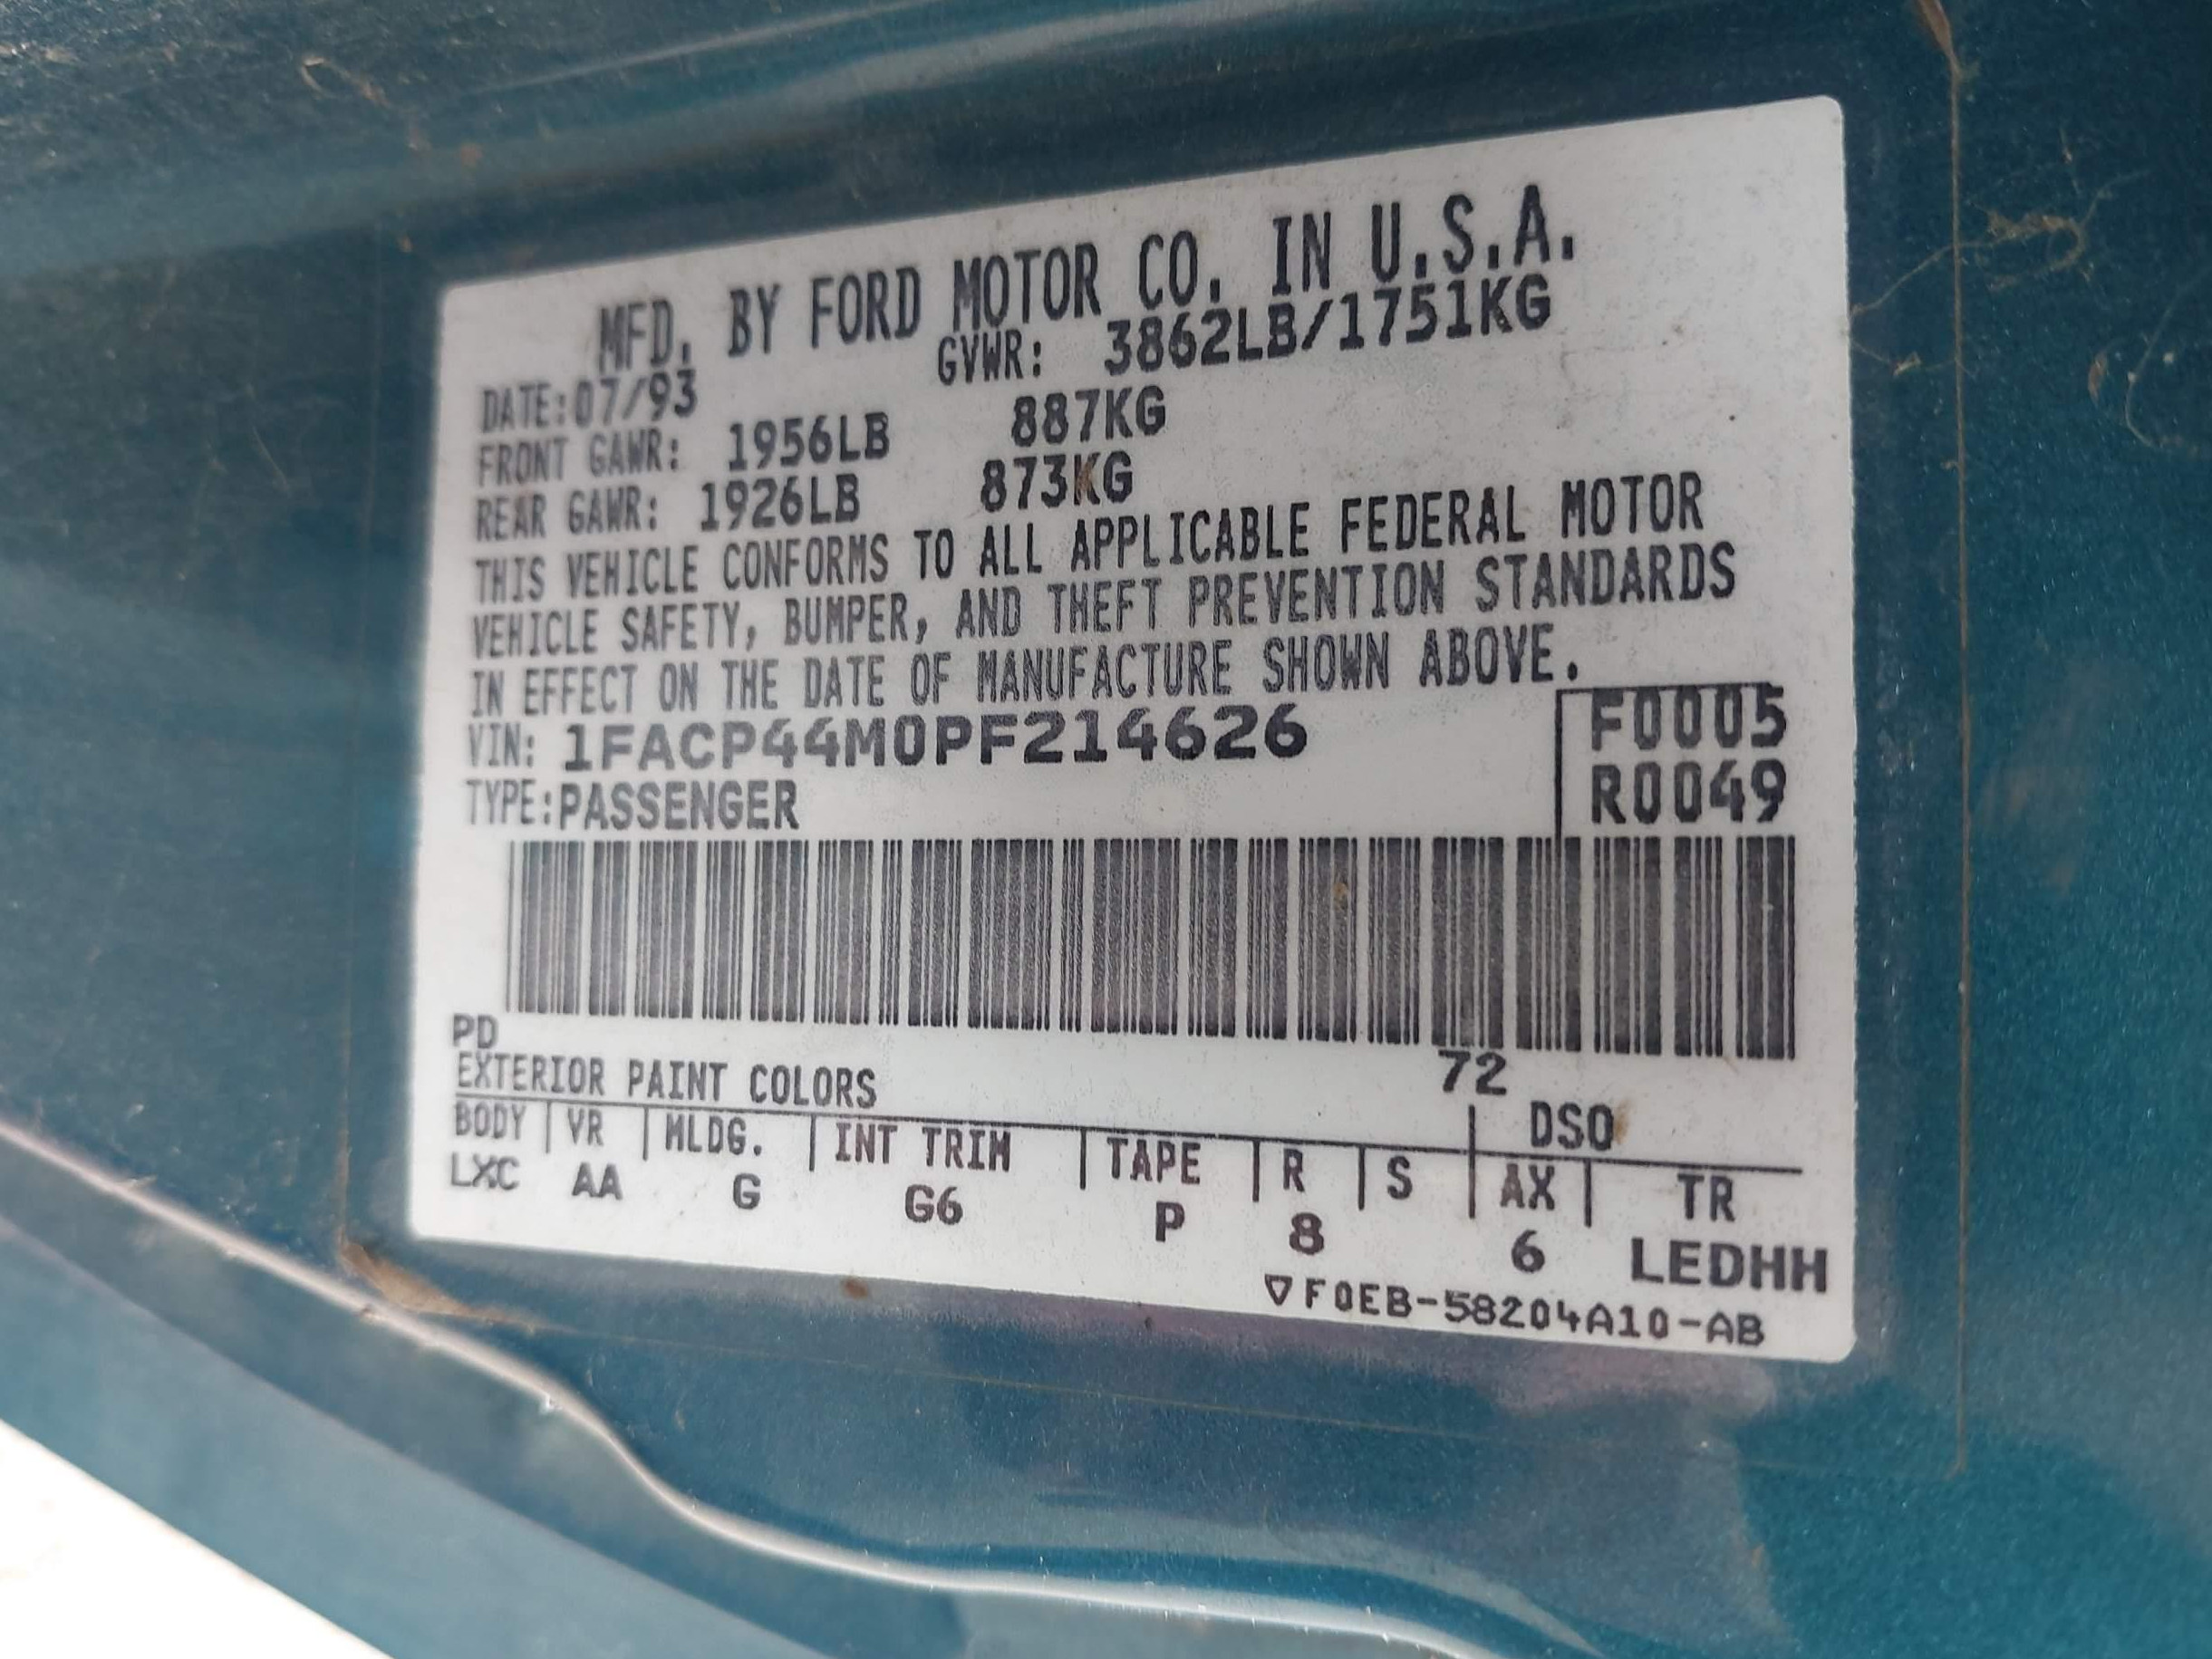 MFD. BY FORD MOTOR CO. IN U.S.A.
DATE:07/93 GVWR: 3862LB/1751KG
FRONT GAWR: 1956LB 887KG
REAR GAWR: 1926LB 873KG
THIS VEHICLE CONFORMS TO ALL APPLICABLE FEDERAL MOTOR
VEHICLE SAFETY, BUMPER, AND THEFT PREVENTION STANDARDS
IN EFFECT ON THE DATE OF MANUFACTURE SHOWN ABOVE.
VIN: 1FACP44M0PF214626 F0005
TYPE:PASSENGER R0049
PD
EXTERIOR PAINT COLORS 72 DSO
BODY | VR | MLDG. | INT TRIM | TAPE | R | S | AX | TR
LXC AA G G6 P 8 6 LEDHH
▽F0EB-58204A10-AB